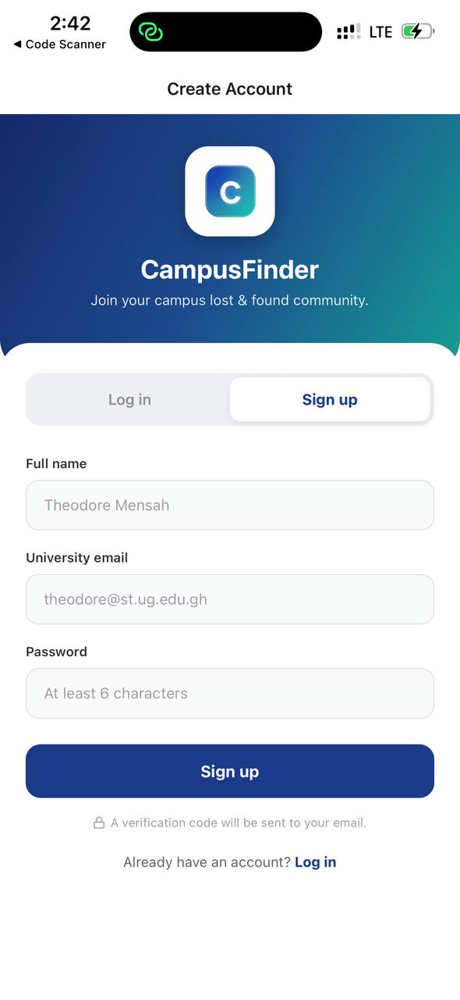 2:42
◀ Code Scanner
LTE
Create Account
C
CampusFinder
Join your campus lost & found community.
Log in
Sign up
Full name
Theodore Mensah
University email
theodore@st.ug.edu.gh
Password
At least 6 characters
Sign up
A verification code will be sent to your email.
Already have an account? Log in